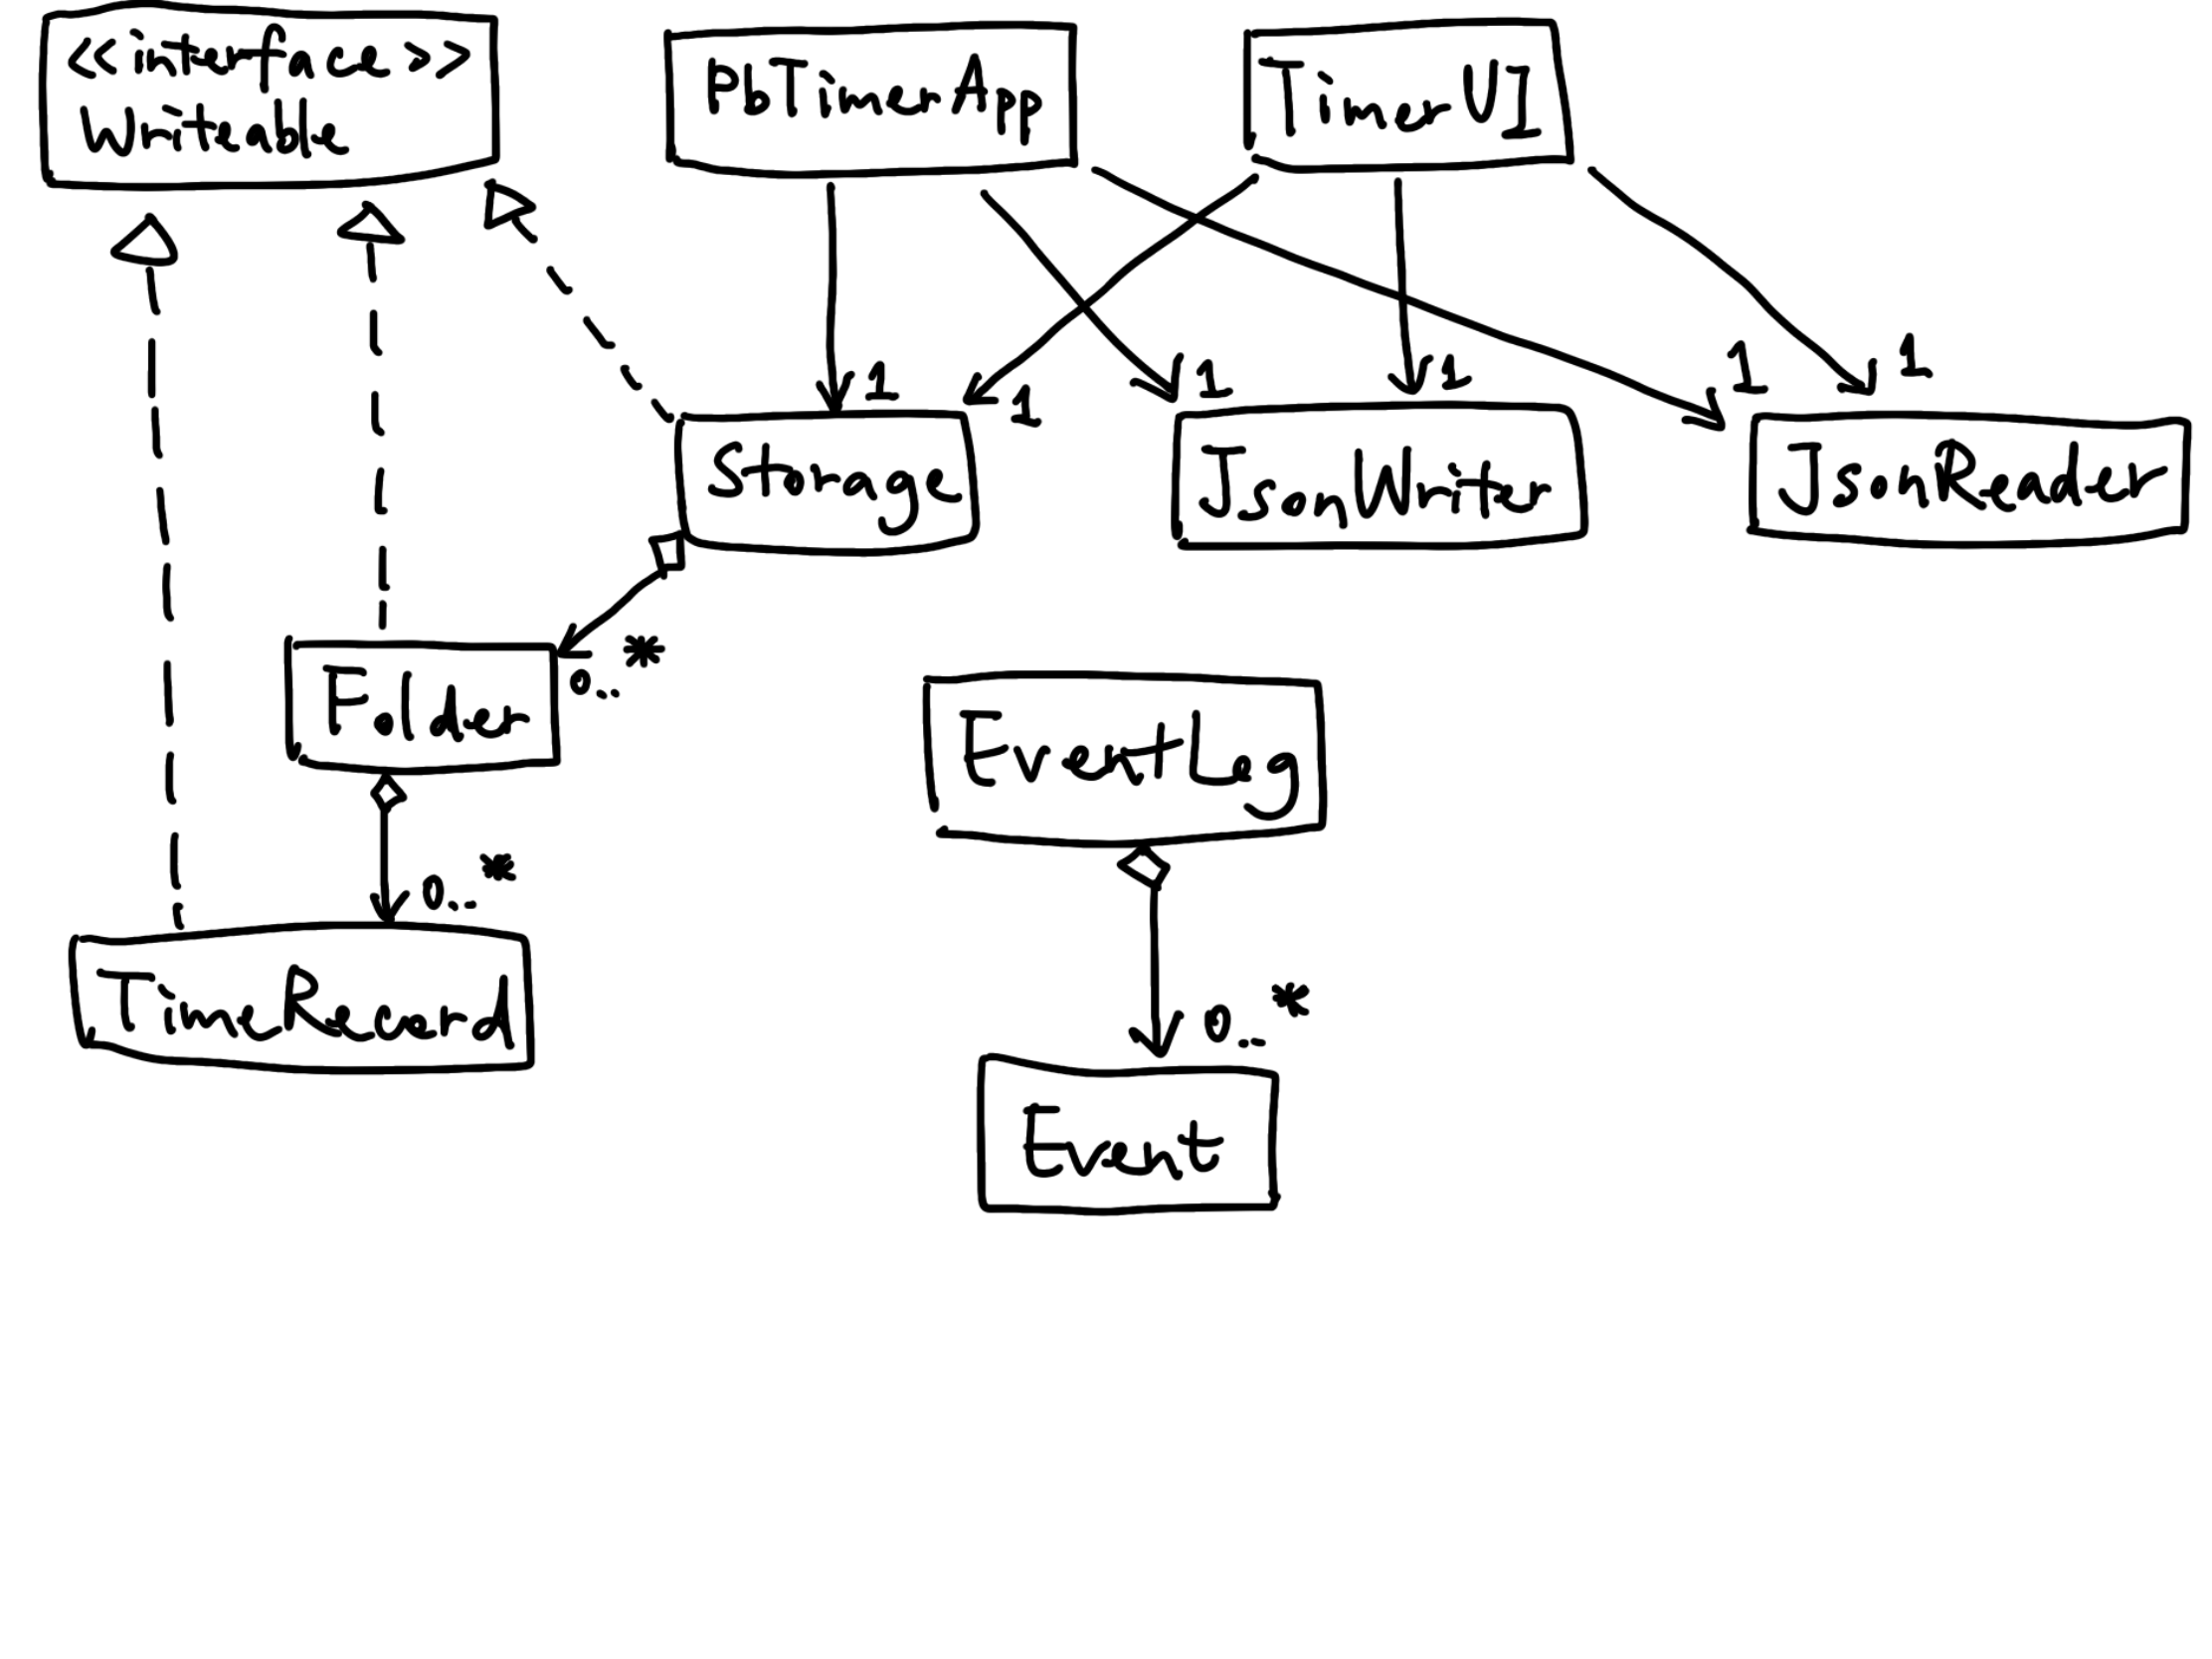 <<interface>>
Writeable
PbTimerApp
TimerUI
1
1
1
1
1
1
Storage
JsonWriter
JsonReader
0..*
Folder
EventLog
0..*
TimeRecord
0..*
Event